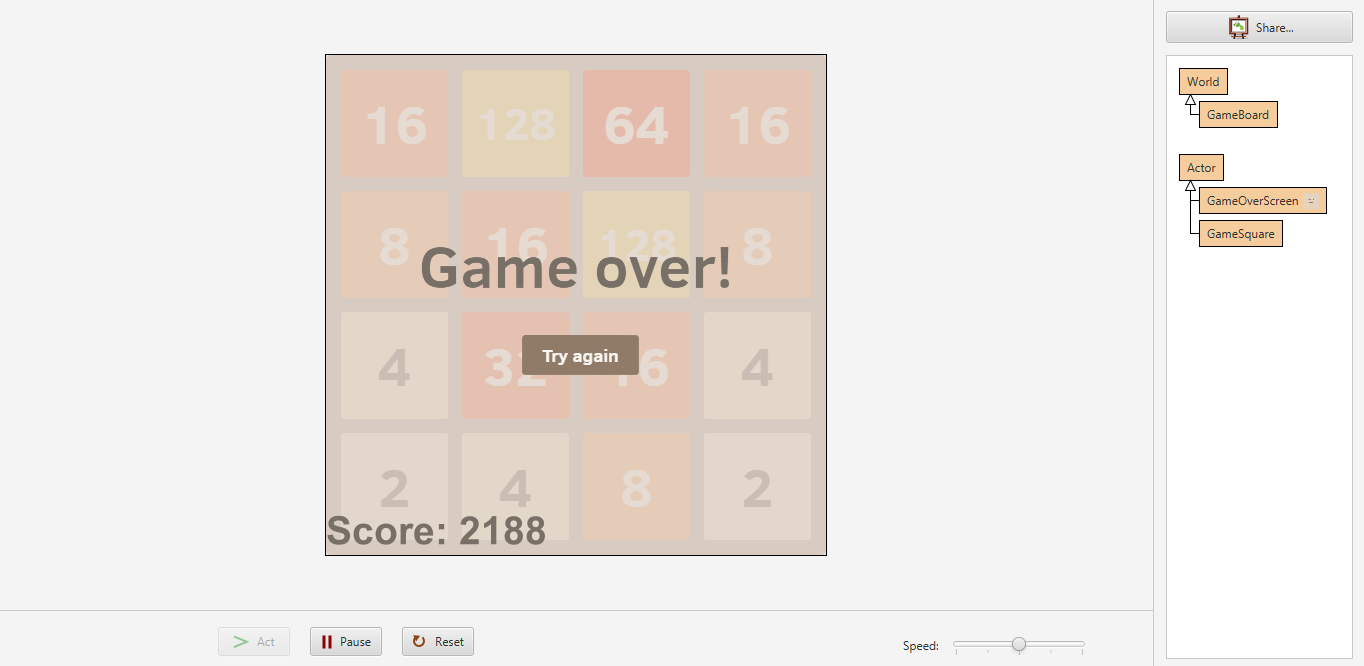 Share...
16 128 64 16
8 16 128 8
Game over!
4 32 16 4
Try again
2 4 8 2
Score: 2188
World
GameBoard
Actor
GameOverScreen
GameSquare
Act
Pause
Reset
Speed: